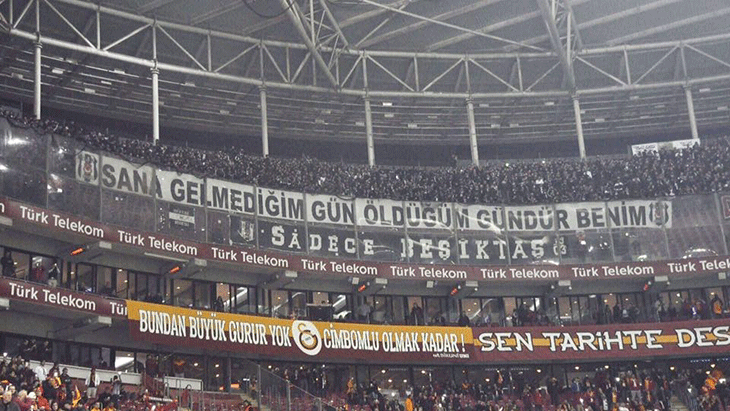 SANA GELMEDİĞİM GÜN ÖLDÜĞÜM GÜNDÜR BENİM
SADECE BEŞİKTAŞ
Türk Telekom Türk Telekom Türk Telekom Türk Telekom Türk Telekom Türk Telekom Türk Telekom
Türk Telekom
BUNDAN BÜYÜK GURUR YOK CİMBOMLU OLMAK KADAR!
SEN TARİHTE DES